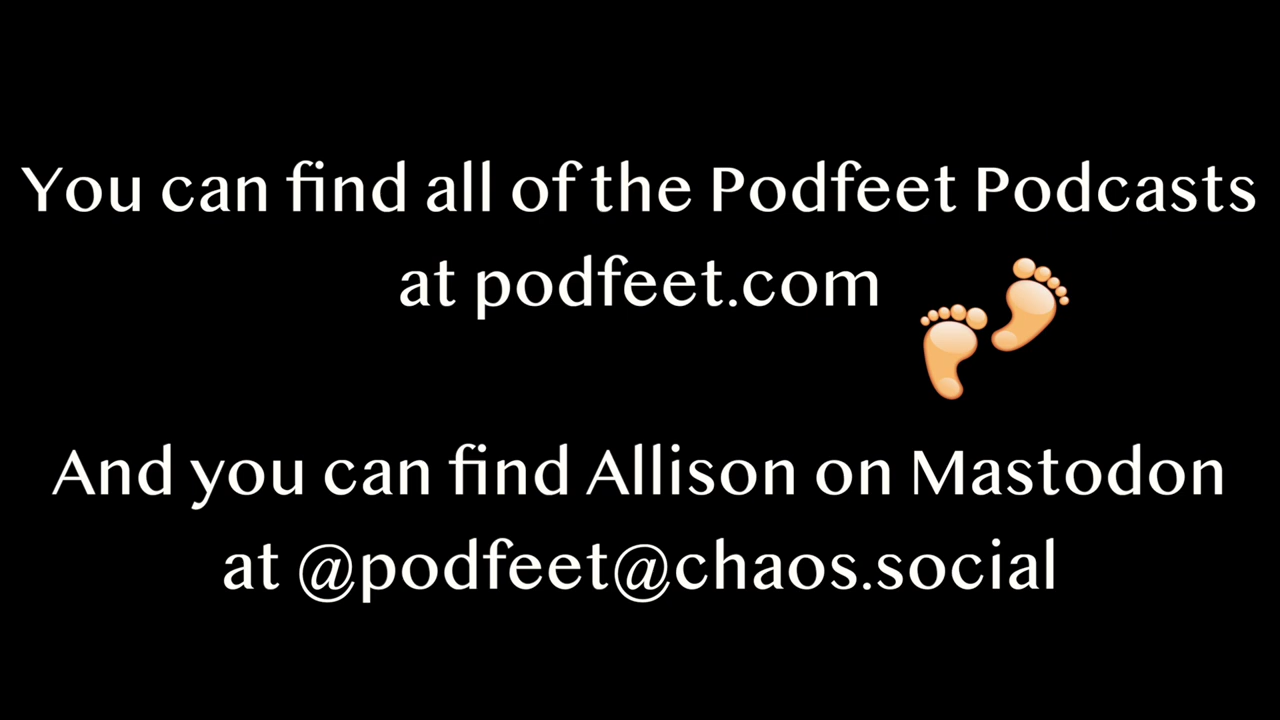 You can find all of the Podfeet Podcasts
at podfeet.com
And you can find Allison on Mastodon
at @podfeet@chaos.social